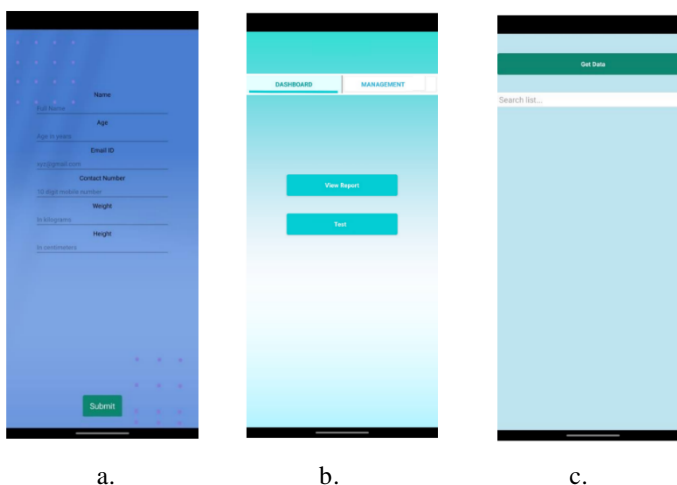 Name
Full Name
Age
Age in years
Email ID
xyz@gmail.com
Contact Number
10 digit mobile number
Weight
In kilograms
Height
In centimeters
Submit
a.
DASHBOARD MANAGEMENT
View Report
Test
b.
Get Data
Search list...
c.